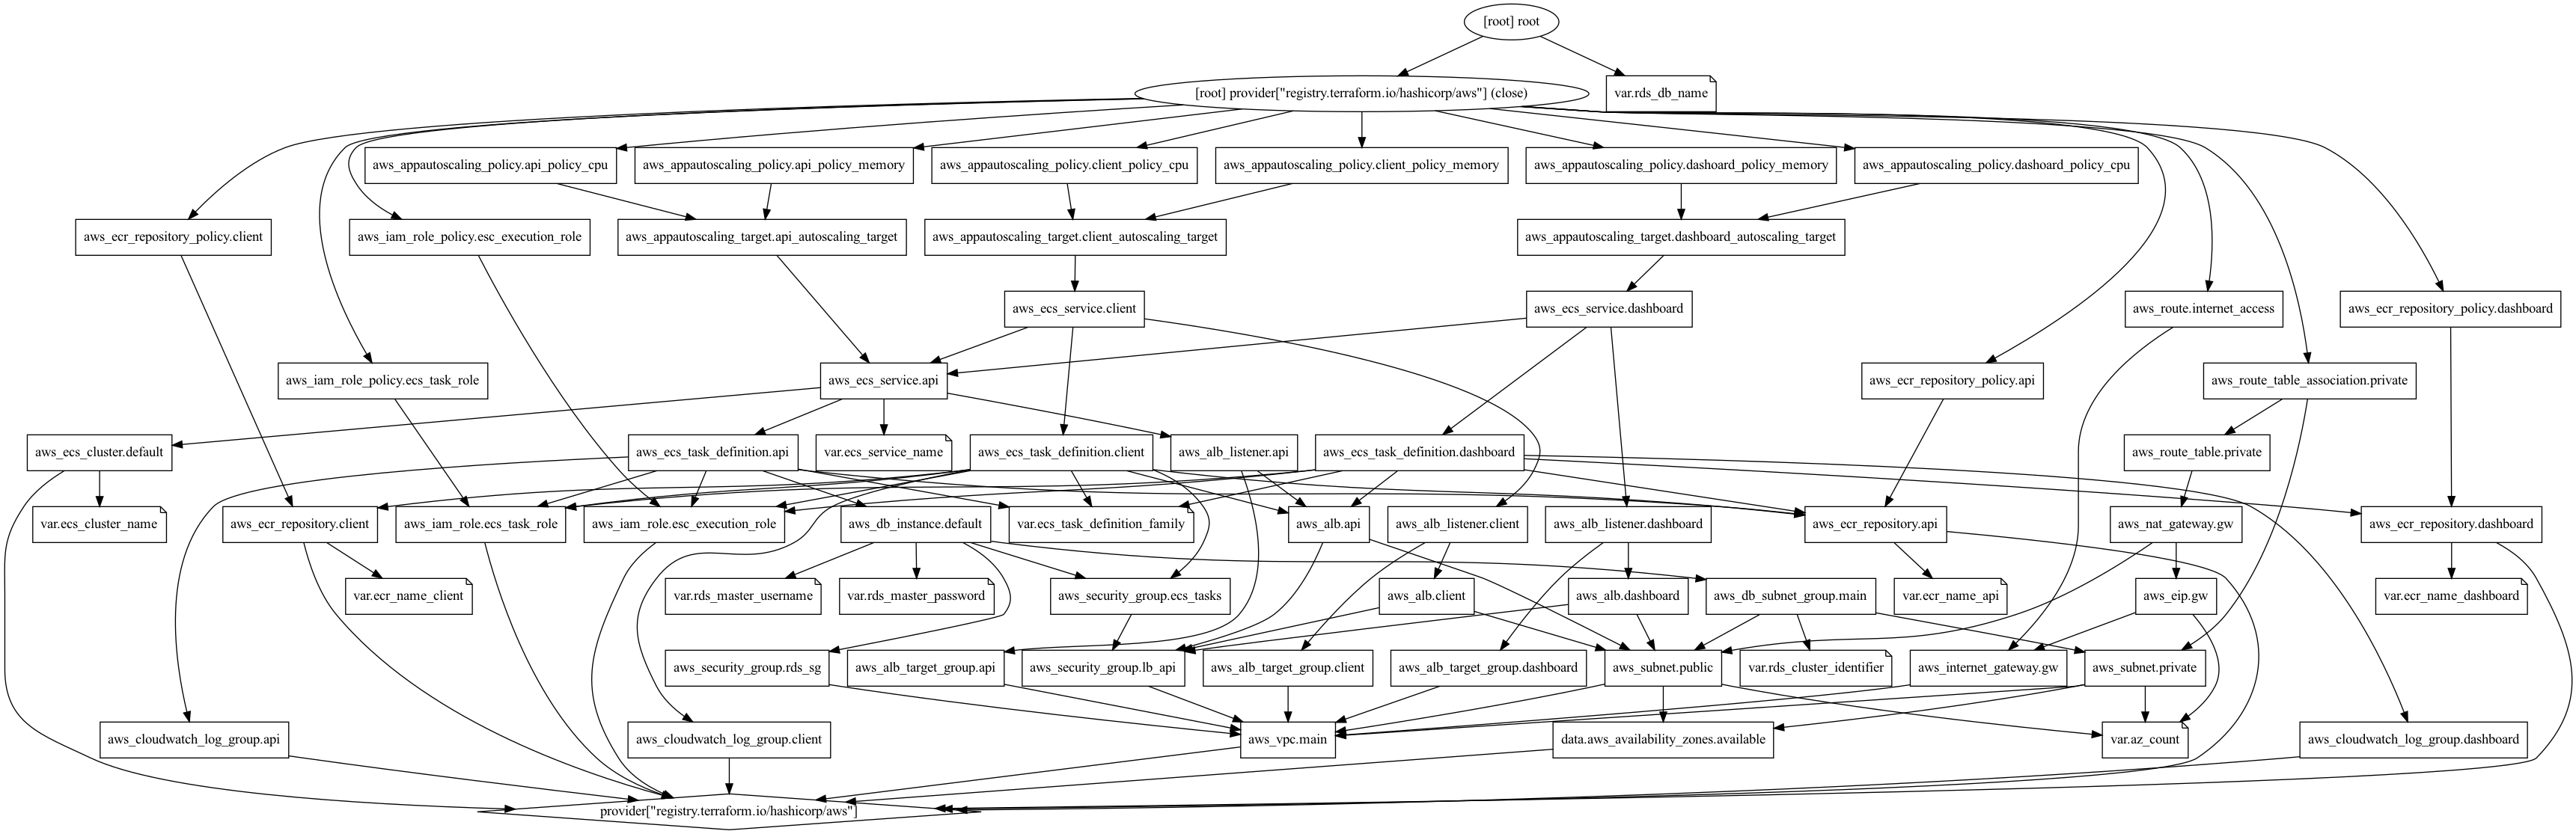 [root] root
[root] provider["registry.terraform.io/hashicorp/aws"] (close)
var.rds_db_name
aws_appautoscaling_policy.api_policy_cpu
aws_appautoscaling_policy.api_policy_memory
aws_appautoscaling_policy.client_policy_cpu
aws_appautoscaling_policy.client_policy_memory
aws_appautoscaling_policy.dashoard_policy_memory
aws_appautoscaling_policy.dashoard_policy_cpu
aws_ecr_repository_policy.client
aws_iam_role_policy.esc_execution_role
aws_appautoscaling_target.api_autoscaling_target
aws_appautoscaling_target.client_autoscaling_target
aws_appautoscaling_target.dashboard_autoscaling_target
aws_ecs_service.client
aws_ecs_service.dashboard
aws_route.internet_access
aws_ecr_repository_policy.dashboard
aws_iam_role_policy.ecs_task_role
aws_ecs_service.api
aws_ecr_repository_policy.api
aws_route_table_association.private
aws_ecs_cluster.default
aws_ecs_task_definition.api
var.ecs_service_name
aws_ecs_task_definition.client
aws_alb_listener.api
aws_ecs_task_definition.dashboard
aws_route_table.private
var.ecs_cluster_name
aws_ecr_repository.client
aws_iam_role.ecs_task_role
aws_iam_role.esc_execution_role
aws_db_instance.default
var.ecs_task_definition_family
aws_alb.api
aws_alb_listener.client
aws_alb_listener.dashboard
aws_ecr_repository.api
aws_nat_gateway.gw
aws_ecr_repository.dashboard
var.ecr_name_client
var.rds_master_username
var.rds_master_password
aws_security_group.ecs_tasks
aws_alb.client
aws_alb.dashboard
aws_db_subnet_group.main
var.ecr_name_api
aws_eip.gw
var.ecr_name_dashboard
aws_security_group.rds_sg
aws_alb_target_group.api
aws_security_group.lb_api
aws_alb_target_group.client
aws_alb_target_group.dashboard
aws_subnet.public
var.rds_cluster_identifier
aws_internet_gateway.gw
aws_subnet.private
aws_cloudwatch_log_group.api
aws_cloudwatch_log_group.client
aws_vpc.main
data.aws_availability_zones.available
var.az_count
aws_cloudwatch_log_group.dashboard
provider["registry.terraform.io/hashicorp/aws"]